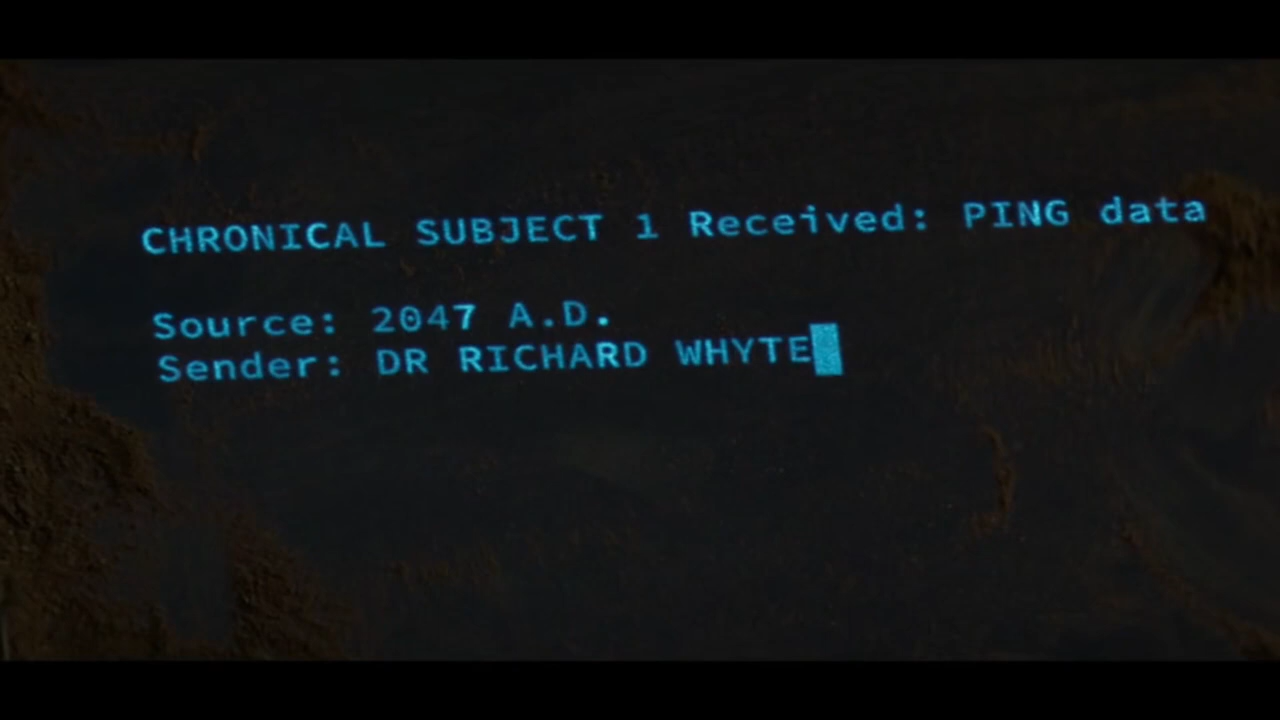 CHRONICAL SUBJECT 1 Received: PING data
Source: 2047 A.D.
Sender: DR RICHARD WHYTE